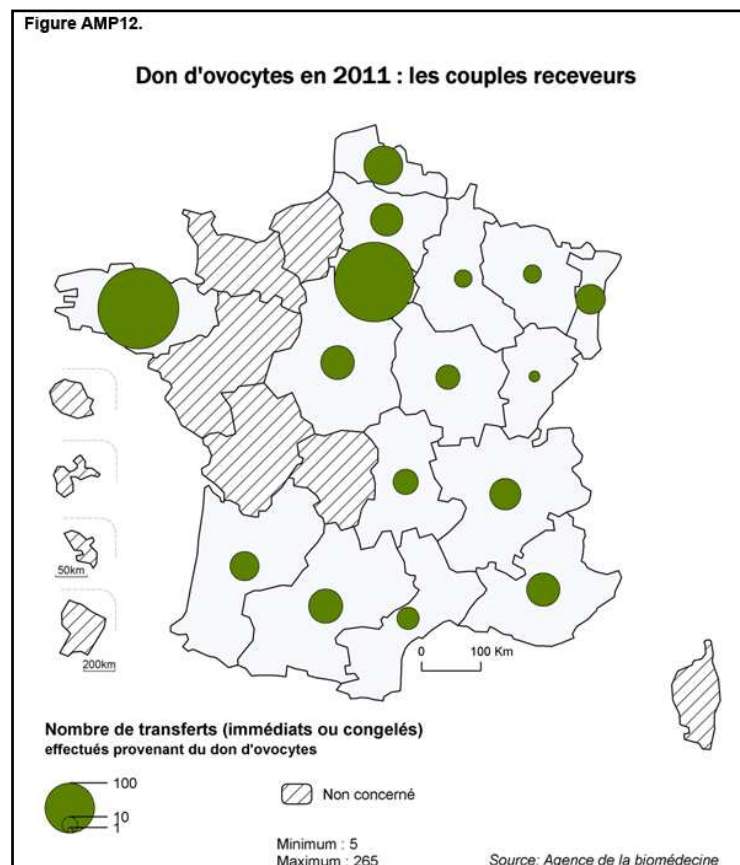 Figure AMP12.
Don d'ovocytes en 2011 : les couples receveurs
50km
200km
0 100 Km
Nombre de transferts (immédiats ou congelés)
effectués provenant du don d'ovocytes
100
10
1
Non concerné
Minimum : 5
Maximum : 265
Source: Agence de la biomédecine